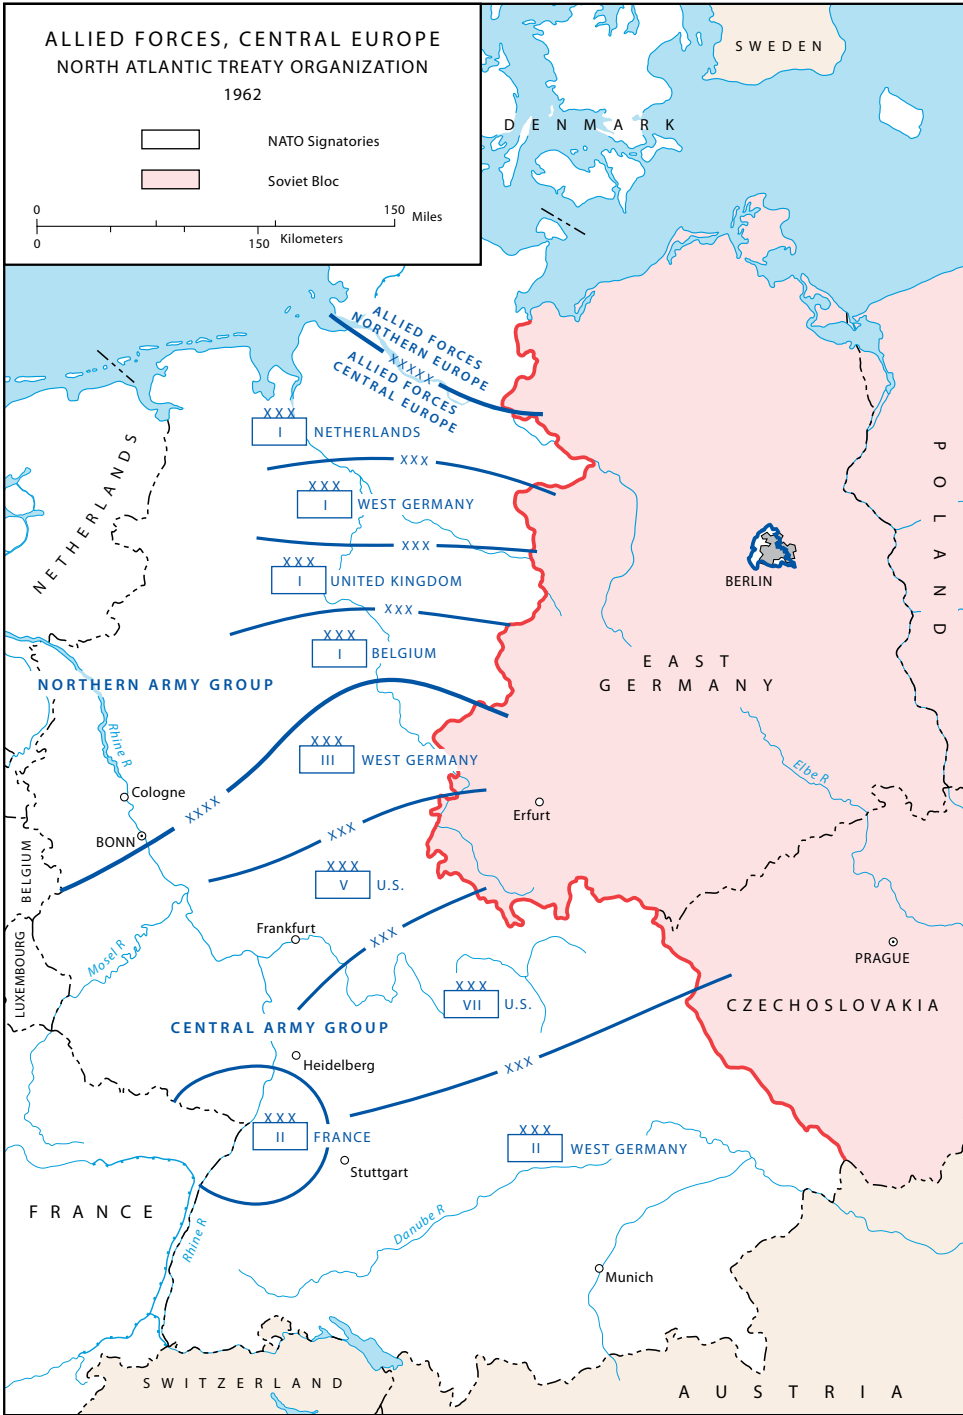 ALLIED FORCES, CENTRAL EUROPE
NORTH ATLANTIC TREATY ORGANIZATION
1962
NATO Signatories
Soviet Bloc
0
150
Miles
0
150
Kilometers
SWEDEN
DENMARK
ALLIED FORCES
NORTHERN EUROPE
XXXXX
ALLIED FORCES
CENTRAL EUROPE
XXX
I
NETHERLANDS
NETHERLANDS
XXX
XXX
I
WEST GERMANY
POLAND
XXX
XXX
I
UNITED KINGDOM
BERLIN
XXX
XXX
I
BELGIUM
EAST
GERMANY
NORTHERN ARMY GROUP
Rhine R
XXX
III
WEST GERMANY
Elbe R
Cologne
XXXX
Erfurt
BONN
XXX
BELGIUM
XXX
V
U.S.
Frankfurt
XXX
Mosel R
PRAGUE
LUXEMBOURG
XXX
VII
U.S.
CZECHOSLOVAKIA
CENTRAL ARMY GROUP
Heidelberg
XXX
XXX
II
FRANCE
XXX
II
WEST GERMANY
Stuttgart
FRANCE
Rhine R
Danube R
Munich
SWITZERLAND
AUSTRIA